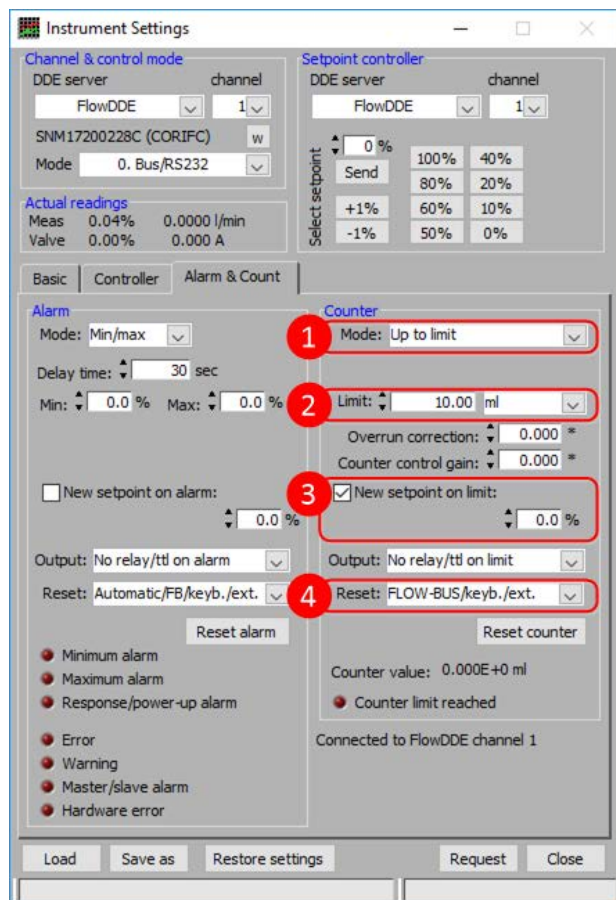 Instrument Settings
Channel & control mode
DDE server channel
FlowDDE 1
SNM17200228C (CORIFC) w
Mode 0. Bus/RS232
Setpoint controller
DDE server channel
FlowDDE 1
Select setpoint
0 %
Send
+1%
-1%
100% 40%
80% 20%
60% 10%
50% 0%
Actual readings
Meas 0.04% 0.0000 l/min
Valve 0.00% 0.000 A
Basic Controller Alarm & Count
Alarm
Mode: Min/max
Delay time: 30 sec
Min: 0.0 % Max: 0.0 %
New setpoint on alarm:
0.0 %
Output: No relay/ttl on alarm
Reset: Automatic/FB/keyb./ext.
Reset alarm
Minimum alarm
Maximum alarm
Response/power-up alarm
Error
Warning
Master/slave alarm
Hardware error
Counter
1 Mode: Up to limit
2 Limit: 10.00 ml
Overrun correction: 0.000 *
Counter control gain: 0.000 *
3 New setpoint on limit:
0.0 %
Output: No relay/ttl on limit
4 Reset: FLOW-BUS/keyb./ext.
Reset counter
Counter value: 0.000E+0 ml
Counter limit reached
Connected to FlowDDE channel 1
Load Save as Restore settings Request Close